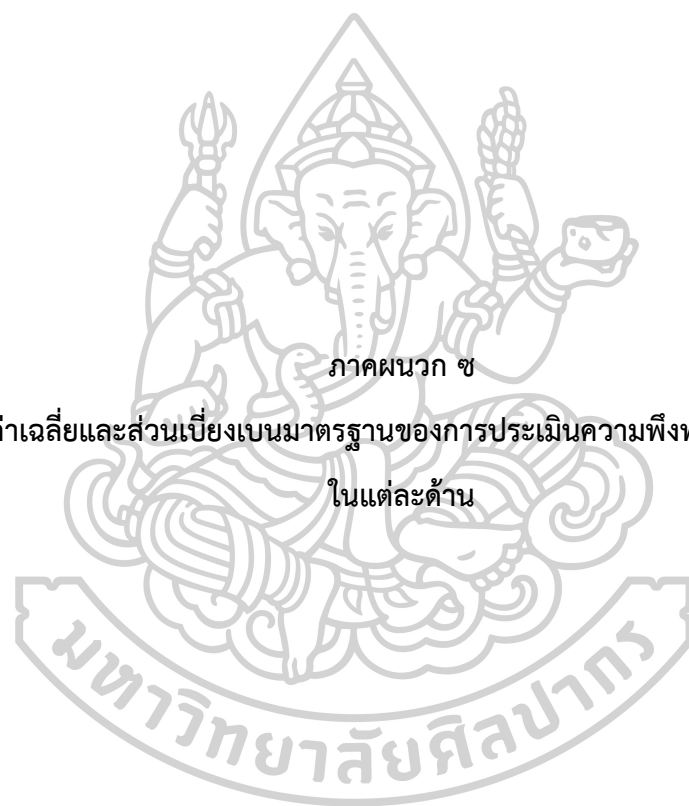 ภาคผนวก ซ
ค่าเฉลี่ยและส่วนเบี่ยงเบนมาตรฐานของการประเมินความพึง
ในแต่ละด้าน
มหาวิทยาลัยศิลปากร